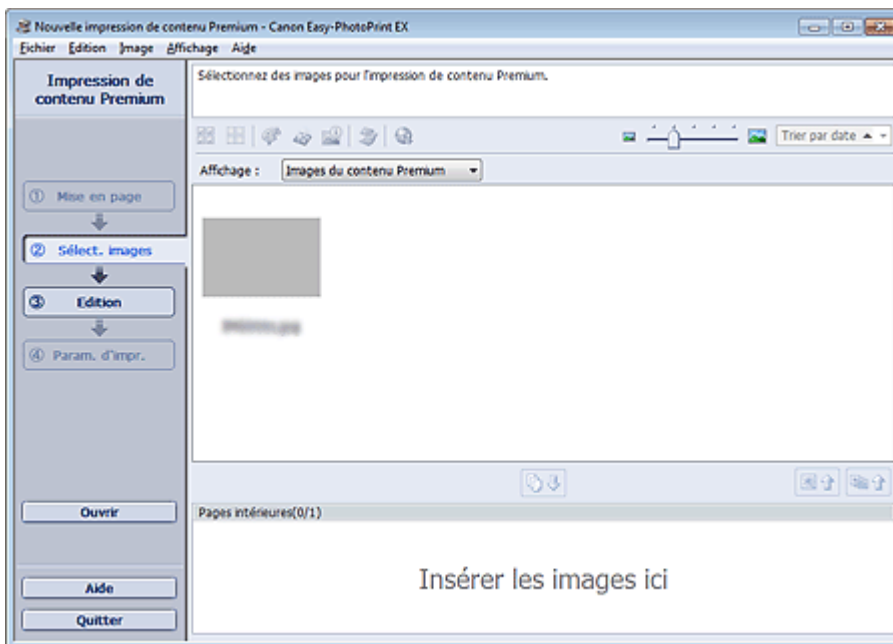 Nouvelle impression de contenu Premium - Canon Easy-PhotoPrint EX
Fichier Edition Image Affichage Aide
Impression de
contenu Premium
① Mise en page
② Sélect. images
③ Edition
④ Param. d'impr.
Ouvrir
Aide
Quitter
Sélectionnez des images pour l'impression de contenu Premium.
Trier par date
Affichage :
Images du contenu Premium
Pages intérieures(0/1)
Insérer les images ici